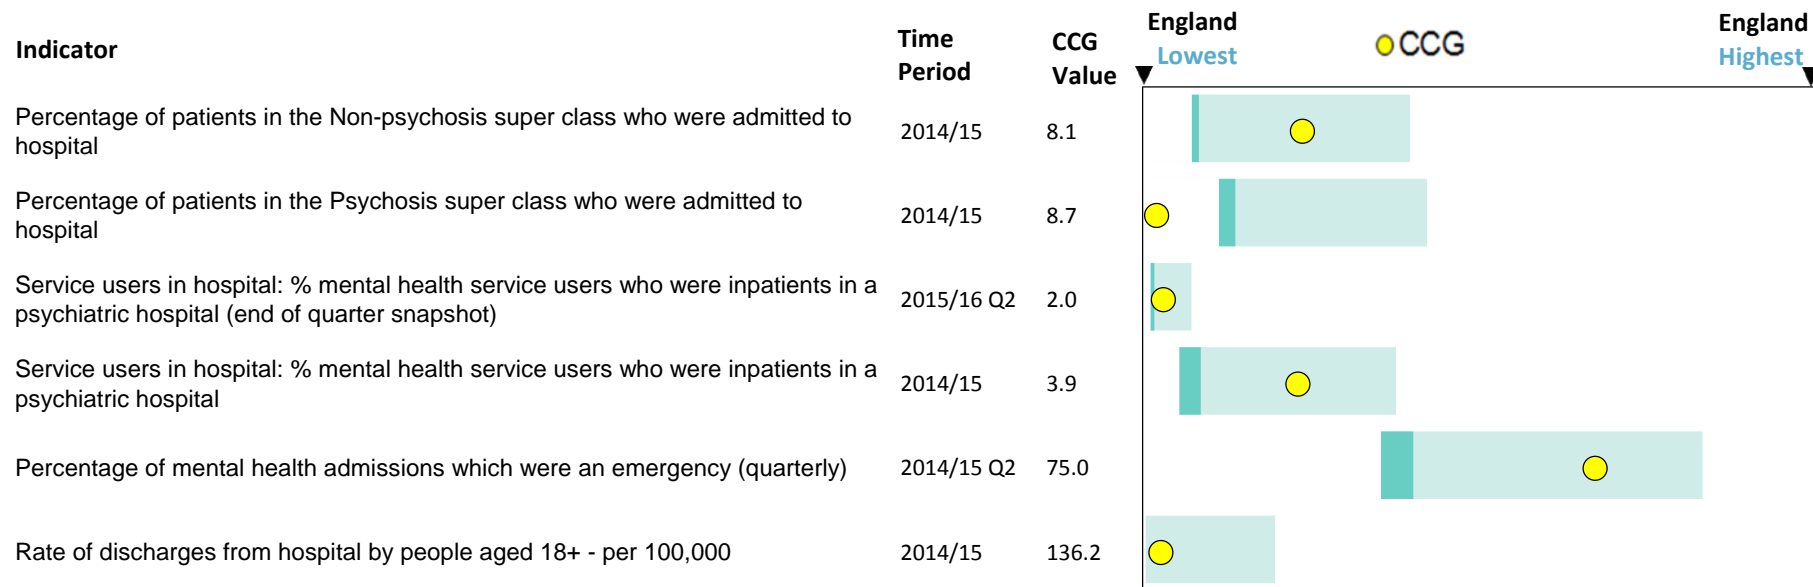 Indicator
Time
Period
CCG
Value
England
Lowest
CCG
England
Highest
Percentage of patients in the Non-psychosis super class who were admitted to
hospital
2014/15
8.1
Percentage of patients in the Psychosis super class who were admitted to
hospital
2014/15
8.7
Service users in hospital: % mental health service users who were inpatients in a
psychiatric hospital (end of quarter snapshot)
2015/16 Q2
2.0
Service users in hospital: % mental health service users who were inpatients in a
psychiatric hospital
2014/15
3.9
Percentage of mental health admissions which were an emergency (quarterly)
2014/15 Q2
75.0
Rate of discharges from hospital by people aged 18+ - per 100,000
2014/15
136.2